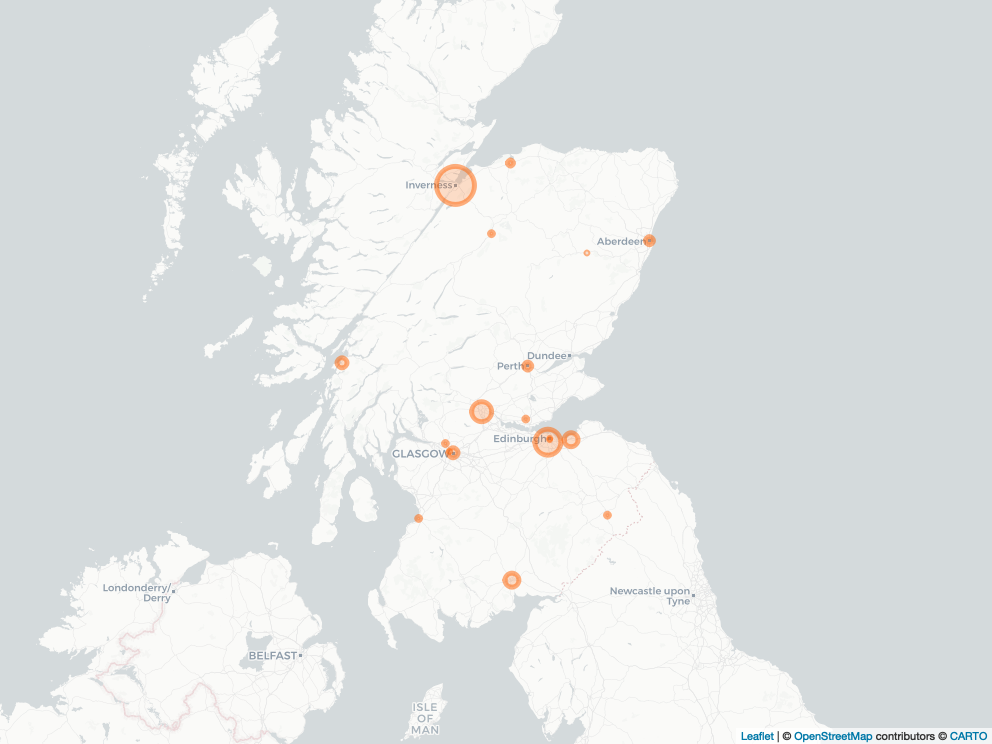 Inverness
Aberdeen
Dundee
Perth
Edinburgh
GLASGOW
Londonderry/
Derry
Newcastle upon
Tyne
BELFAST
ISLE
OF
MAN
Leaflet | © OpenStreetMap contributors © CARTO